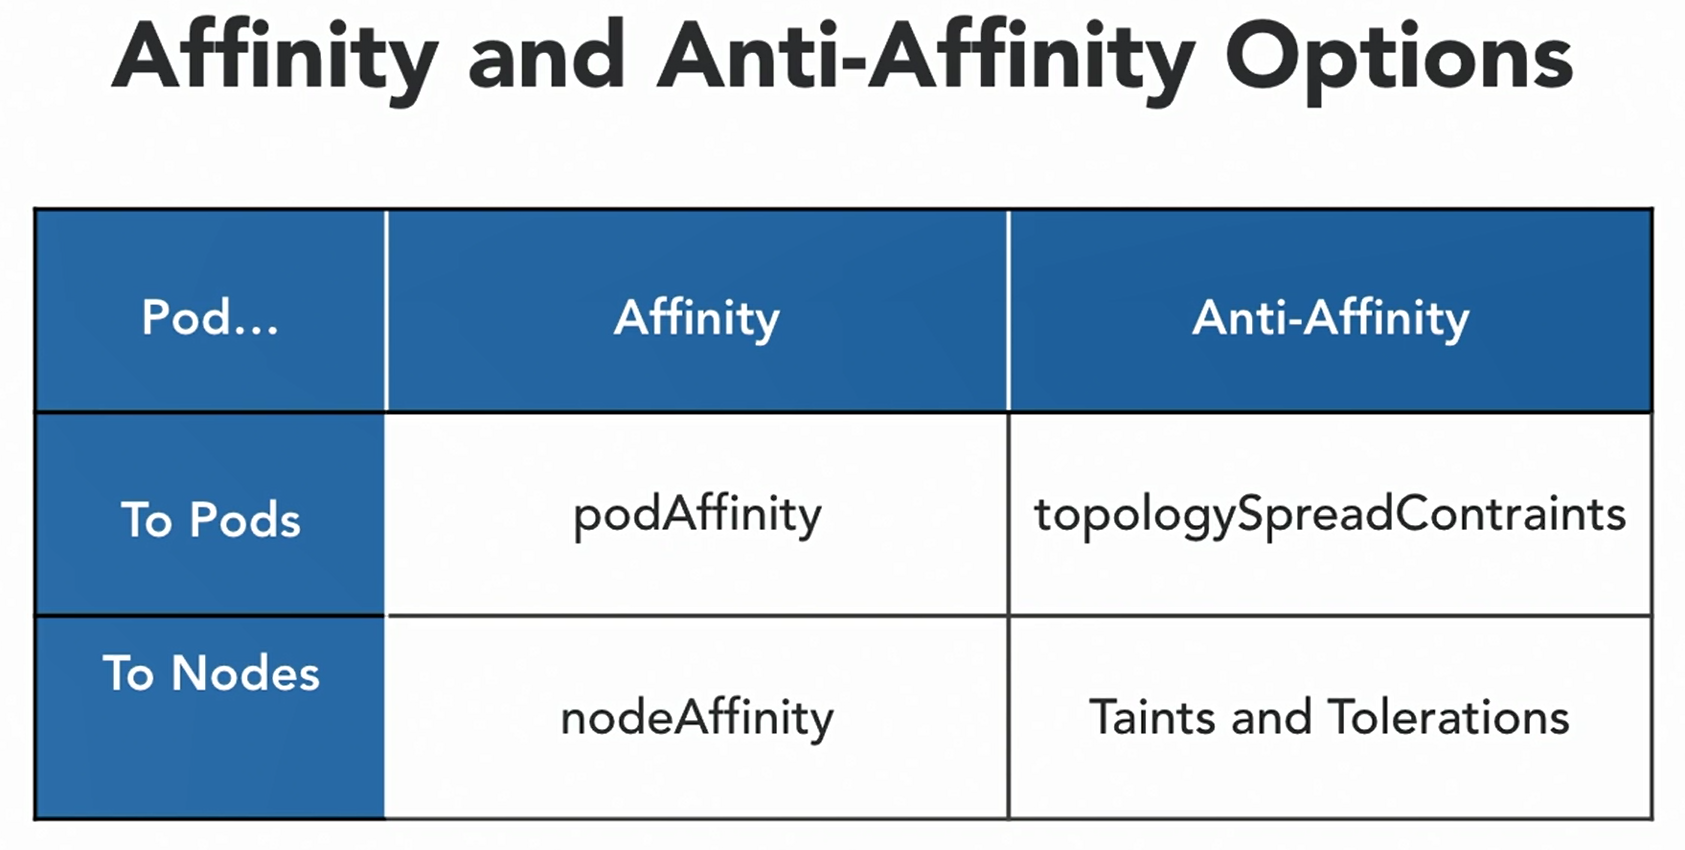 Affinity and Anti-Affinity Options
Pod... Affinity Anti-Affinity
To Pods podAffinity topologySpreadContraints
To Nodes nodeAffinity Taints and Tolerations